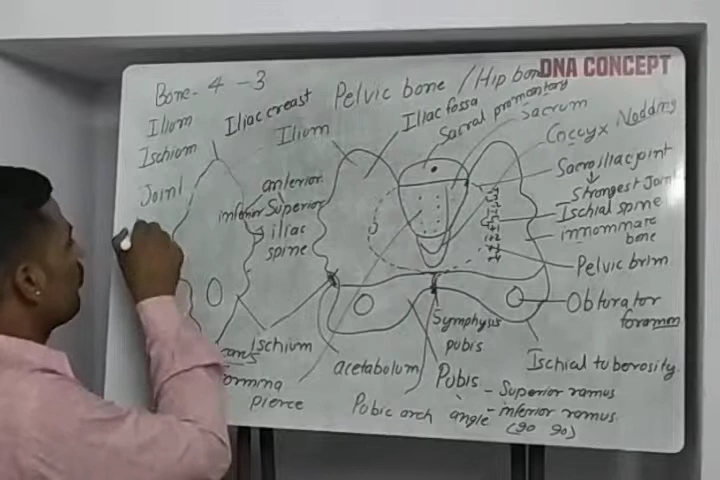 DNA CONCEPT
Bone - 4 - 3
Ilium
Ischium
Joint
Iliac creast
Pelvic bone / Hip bon
Ilium
Iliac fossa
Sacral promontory
Sacrum
Coccyx Nodding
Sacroiliac joint
Strongest Joint
Ischial spine
innominate
bone
Pelvic brim
Obturator
foramen
Ischial tuberosity
anterior
inferior Superior
iliac
spine
Ischium
acetabulum
Symphysis
pubis
Pubis - Superior ramus
- inferior ramus
Pubic arch angle
(90 90)
pierce